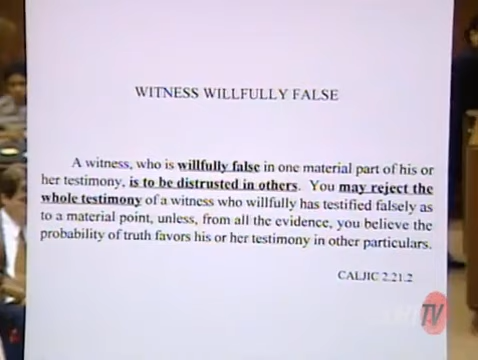 WITNESS WILLFULLY FALSE
A witness, who is willfully false in one material part of his or
her testimony, is to be distrusted in others. You may reject the
whole testimony of a witness who willfully has testified falsely as
to a material point, unless, from all the evidence, you believe the
probability of truth favors his or her testimony in other particulars.
CALJIC 2.21.2
TV